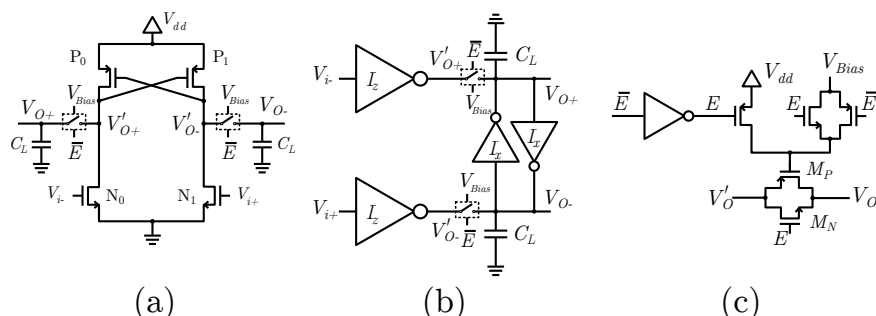 V_dd
P_0 P_1
V_Bias V_Bias
V_O+ V'_O+ V'_O- V_O-
C_L E̅ E̅ C_L
V_i- N_0 N_1 V_i+
(a)
E̅ C_L
V_i- I_z V'_O+ V_O+
V_Bias
I_x I_x
V_Bias
V_i+ I_z V'_O- V_O-
E̅ C_L
(b)
V_dd V_Bias
E̅ E E E̅
M_P
V'_O V_O
M_N
E
(c)